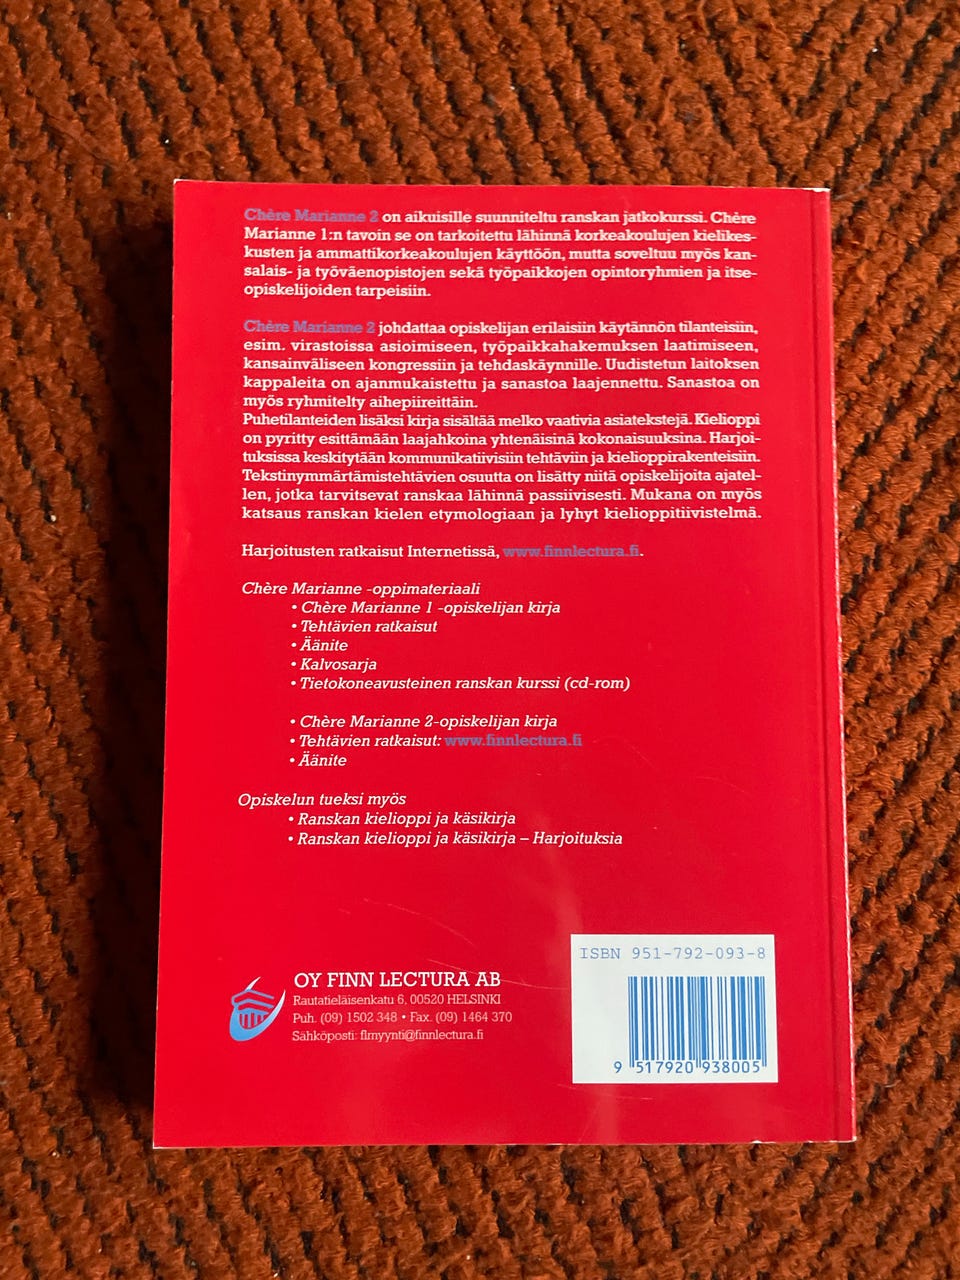 Chère Marianne 2 on aikuisille suunniteltu ranskan jatkokurssi. Chère
Marianne 1:n tavoin se on tarkoitettu lähinnä korkeakoulujen kielikes-
kusten ja ammattikorkeakoulujen käyttöön, mutta soveltuu myös kan-
salais- ja työväenopistojen sekä työpaikkojen opintoryhmien ja itse-
opiskelijoiden tarpeisiin.
Chère Marianne 2 johdattaa opiskelijan erilaisiin käytännön tilanteisiin,
esim. virastoissa asioimiseen, työpaikkahakemuksen laatimiseen,
kansainväliseen kongressiin ja tehdaskäynnille. Uudistetun laitoksen
kappaleita on ajanmukaistettu ja sanastoa laajennettu. Sanastoa on
myös ryhmitelty aihepiireittäin.
Puhetilanteiden lisäksi kirja sisältää melko vaativia asiatekstejä. Kielioppi
on pyritty esittämään laajahkoina yhtenäisinä kokonaisuuksina. Harjoi-
tuksissa keskitytään kommunikatiivisiin tehtäviin ja kielioppirakenteisiin.
Tekstinymmärtämistehtävien osuutta on lisätty niitä opiskelijoita ajatel-
len, jotka tarvitsevat ranskaa lähinnä passiivisesti. Mukana on myös
katsaus ranskan kielen etymologiaan ja lyhyt kielioppitiivistelmä.
Harjoitusten ratkaisut Internetissä, www.finnlectura.fi.
Chère Marianne -oppimateriaali
• Chère Marianne 1 -opiskelijan kirja
• Tehtävien ratkaisut
• Äänite
• Kalvosarja
• Tietokoneavusteinen ranskan kurssi (cd-rom)
• Chère Marianne 2-opiskelijan kirja
• Tehtävien ratkaisut: www.finnlectura.fi
• Äänite
Opiskelun tueksi myös
• Ranskan kielioppi ja käsikirja
• Ranskan kielioppi ja käsikirja – Harjoituksia
OY FINN LECTURA AB
Rautatieläisenkatu 6, 00520 HELSINKI
Puh. (09) 1502 348 • Fax. (09) 1464 370
Sähköposti: flmyynti@finnlectura.fi
ISBN 951-792-093-8
9 517920 938005